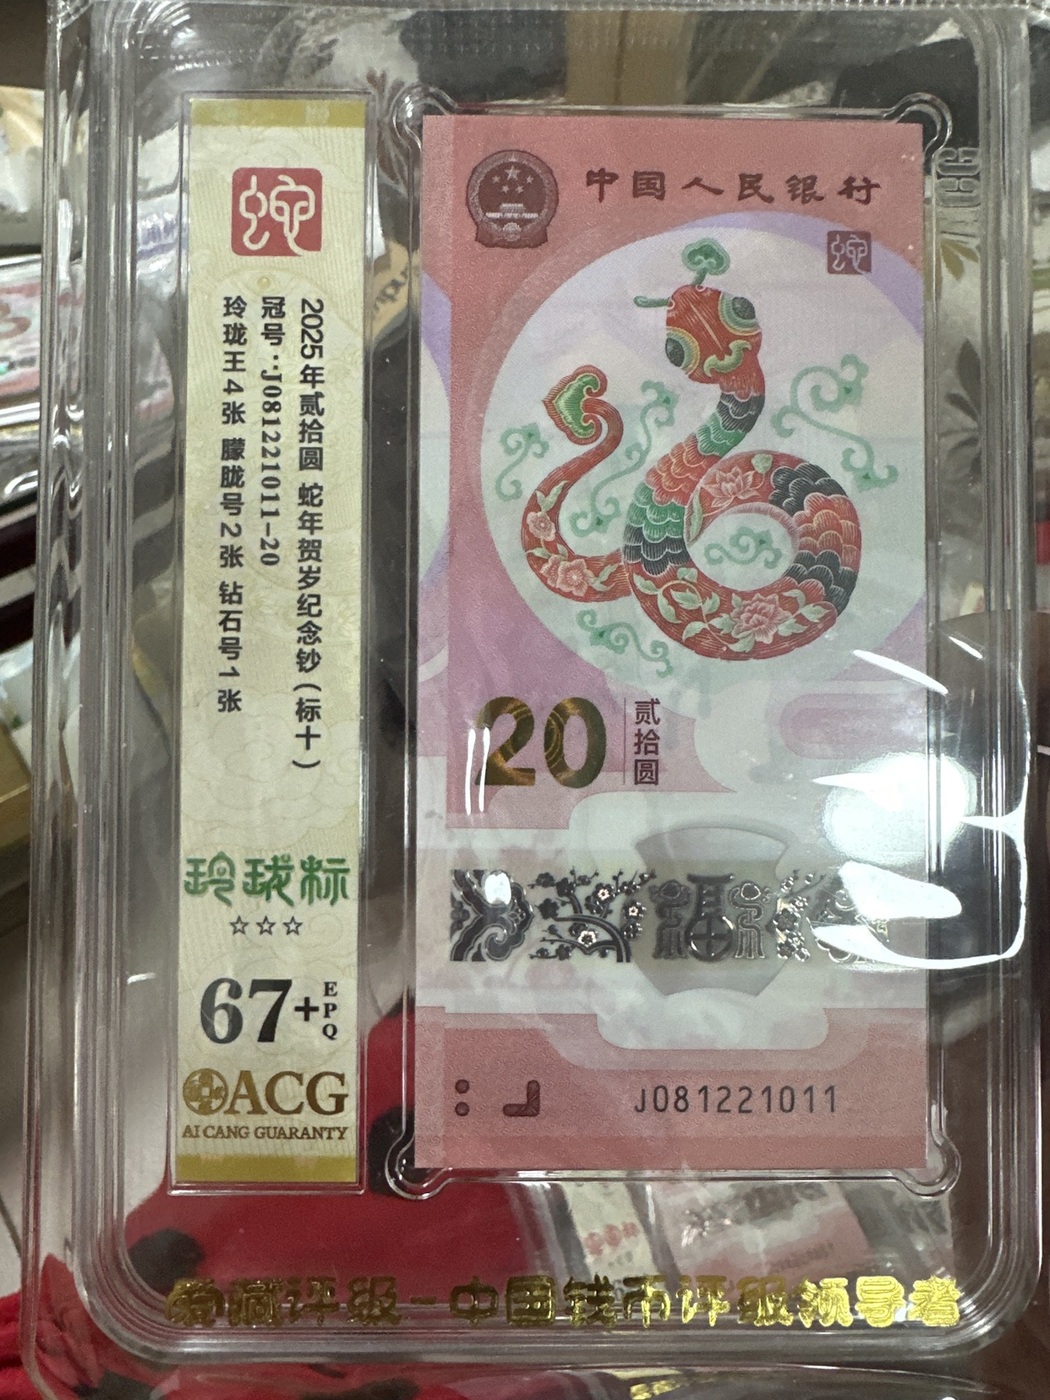 蛇
2025年贰拾圆 蛇年贺岁纪念钞（标十）
冠号：J081221011-20
玲珑王4张 朦胧号2张 钻石号1张
玲珑标
☆☆☆
67+EPQ
ACG
AI CANG GUARANTY
中国人民银行
蛇
20 贰拾圆
福
J081221011
爱藏评级-中国钱币评级领导者